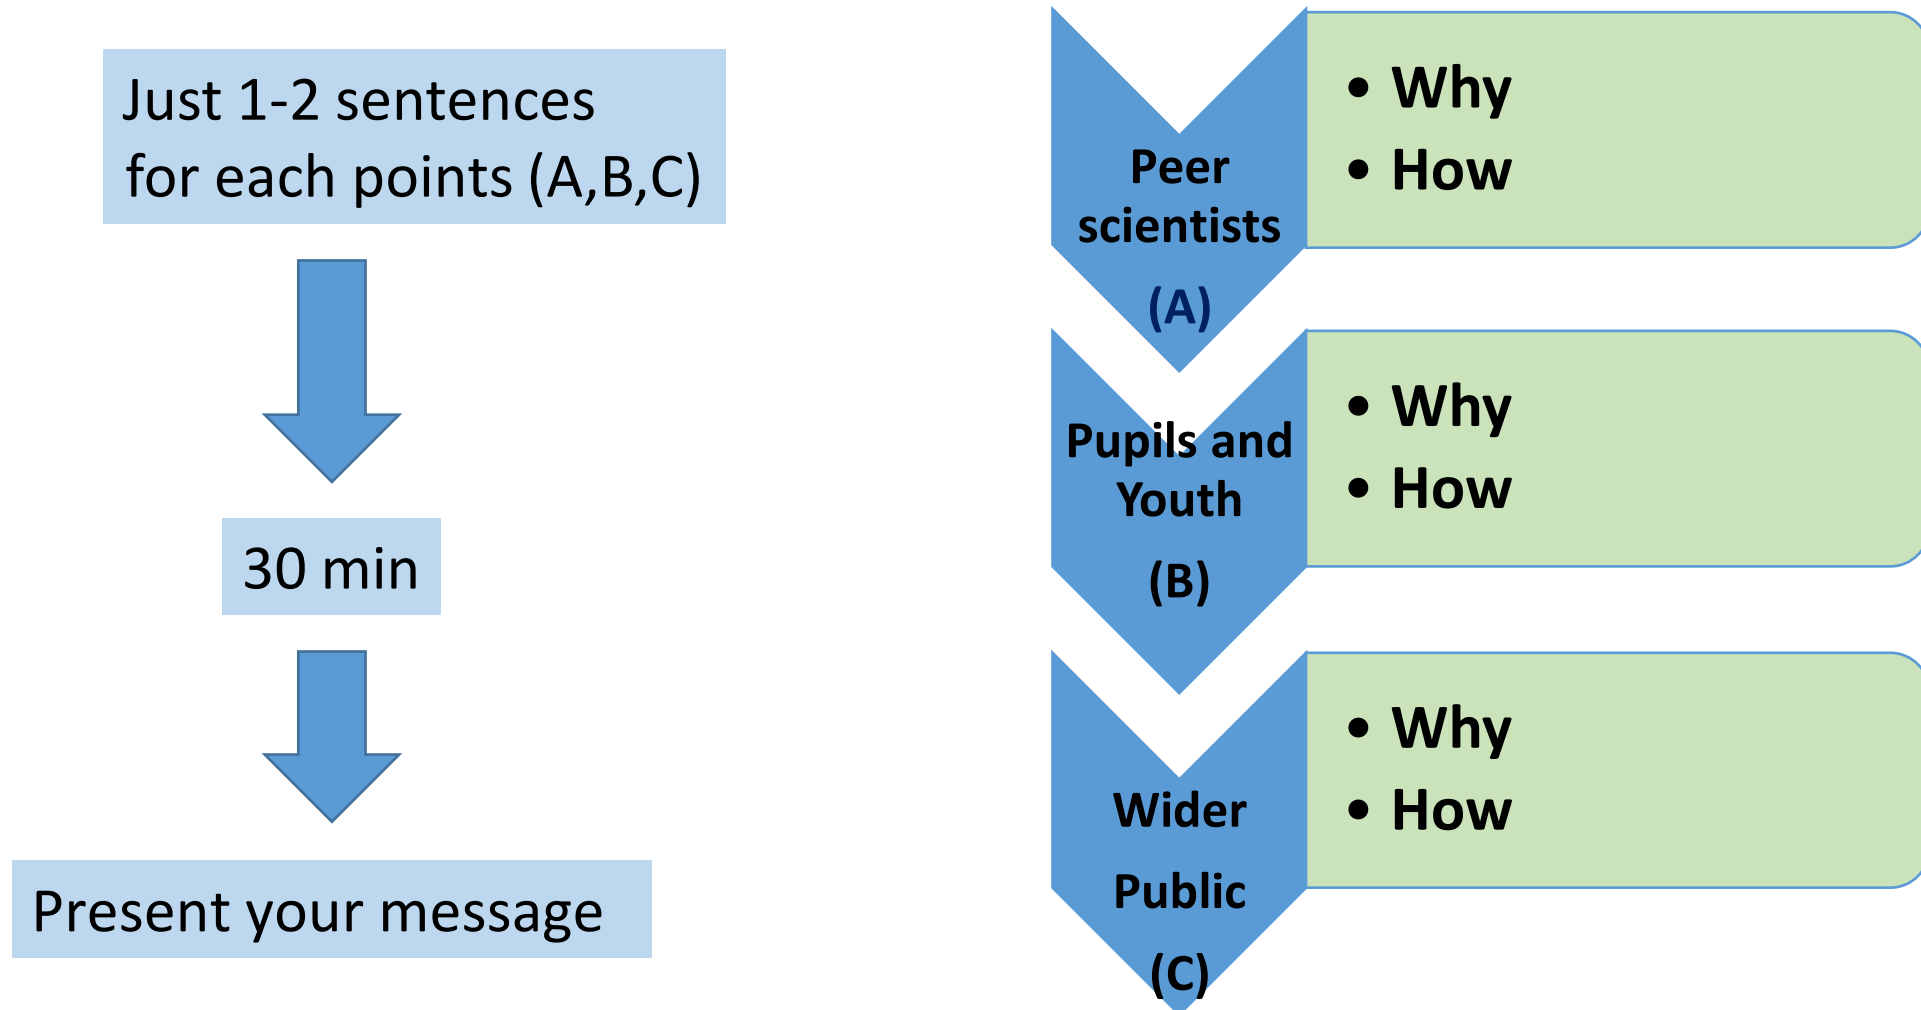 Just 1-2 sentences
for each points (A,B,C)
30 min
Present your message
Peer
scientists
(A)
• Why
• How
Pupils and
Youth
(B)
• Why
• How
Wider
Public
(C)
• Why
• How